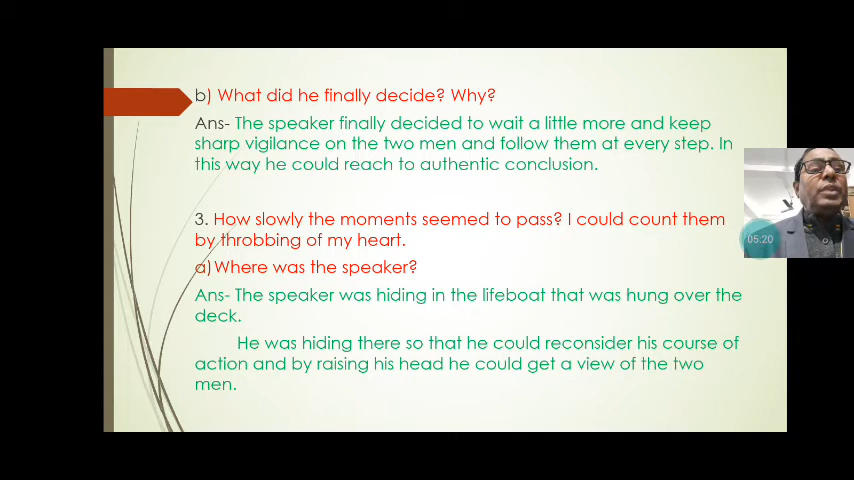 b) What did he finally decide? Why?
Ans- The speaker finally decided to wait a little more and keep
sharp vigilance on the two men and follow them at every step. In
this way he could reach to authentic conclusion.
3. How slowly the moments seemed to pass? I could count them
by throbbing of my heart.
a)Where was the speaker?
Ans- The speaker was hiding in the lifeboat that was hung over the
deck.
He was hiding there so that he could reconsider his course of
action and by raising his head he could get a view of the two
men.
05:20